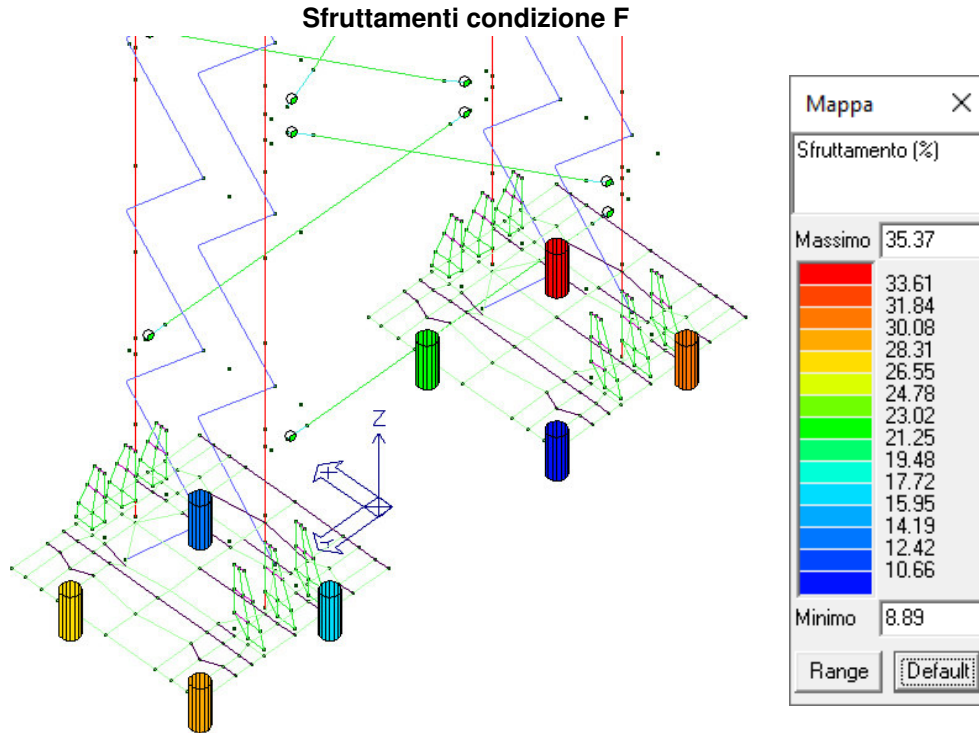 Sfruttamenti condizione F
Mappa
Sfruttamento (%)
Massimo 35.37
33.61
31.84
30.08
28.31
26.55
24.78
23.02
21.25
19.48
17.72
15.95
14.19
12.42
10.66
Minimo 8.89
Range Default
Z
X
Y